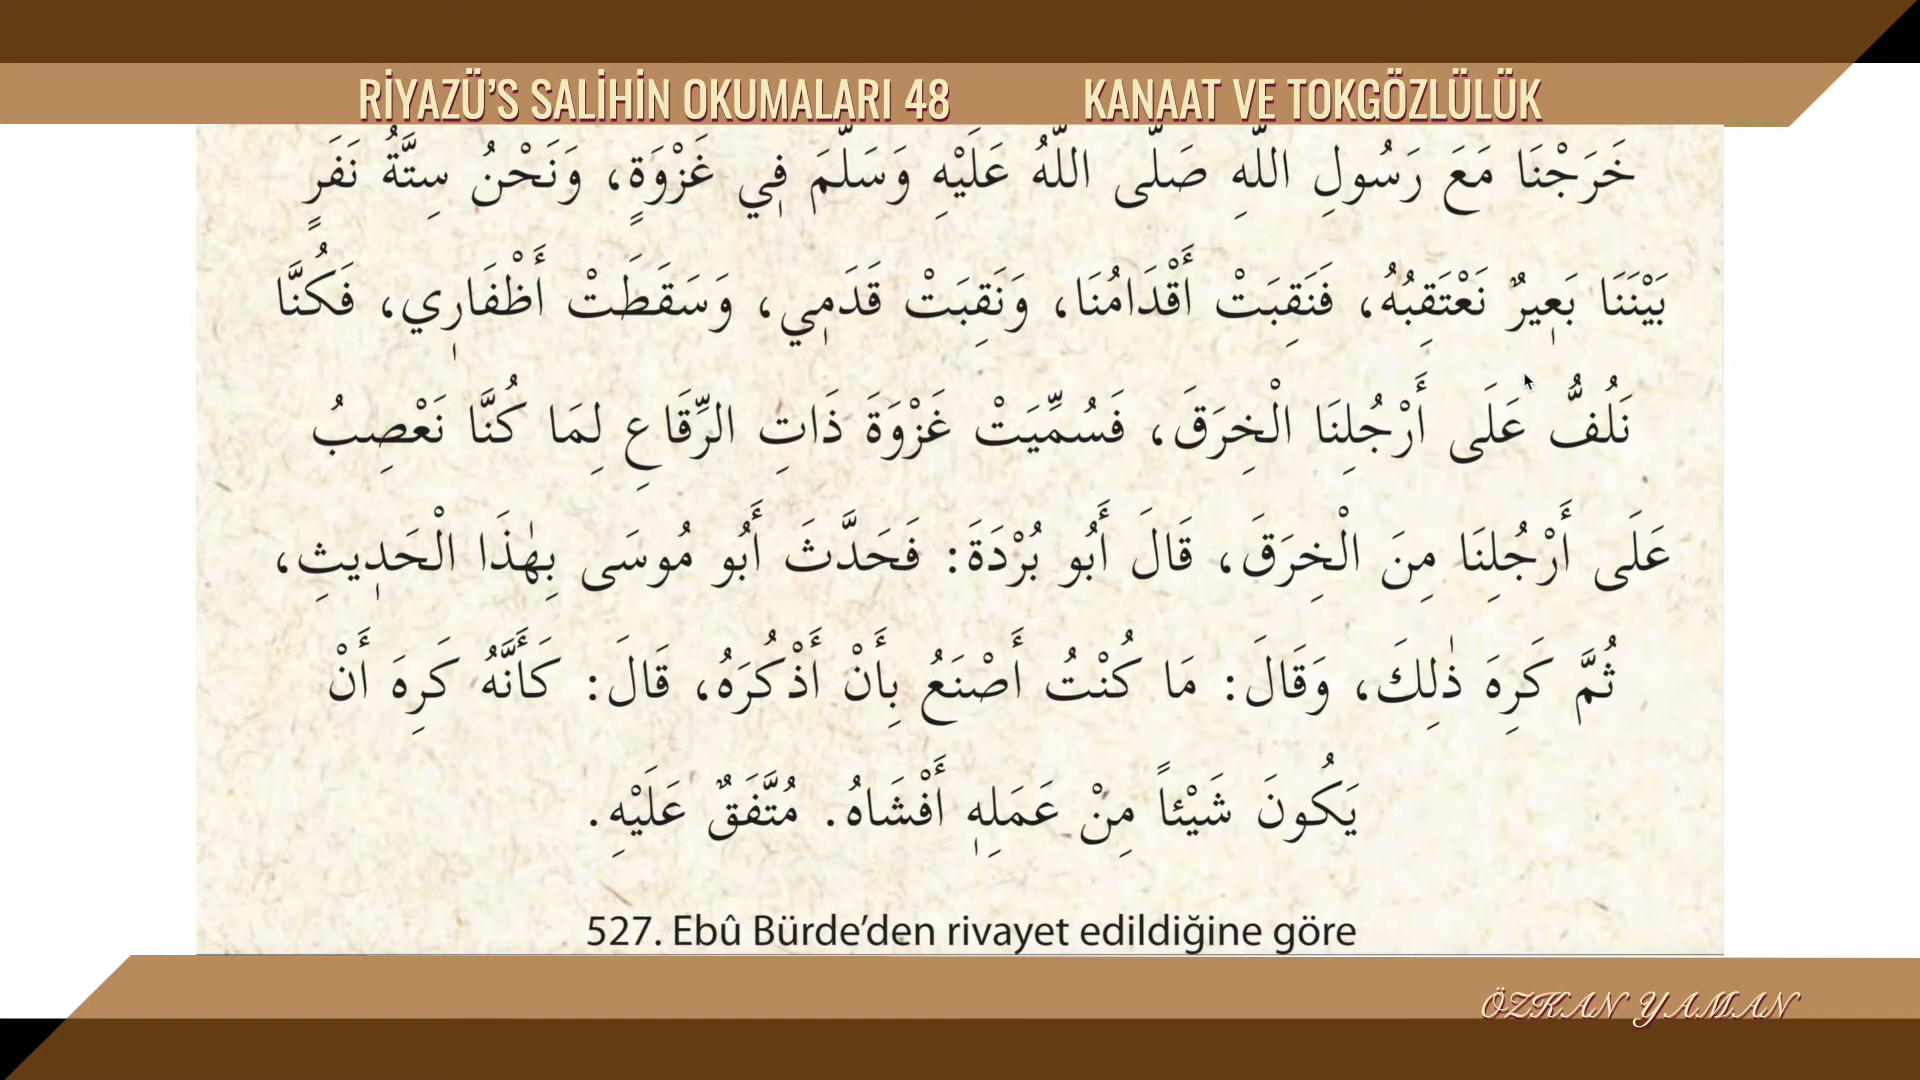 RİYAZÜ’S SALİHİN OKUMALARI 48 KANAAT VE TOKGÖZLÜLÜK
خَرَجْنَا مَعَ رَسُولِ اللّٰهِ صَلَّى اللّٰهُ عَلَيْهِ وَسَلَّمَ فٖي غَزْوَةٍ، وَنَحْنُ سِتَّةُ نَفَرٍ
بَيْنَنَا بَعٖيرٌ نَعْتَقِبُهُ، فَنَقِبَتْ أَقْدَامُنَا، وَنَقِبَتْ قَدَمٖي، وَسَقَطَتْ أَظْفَارٖي، فَكُنَّا
نَلُفُّ عَلَى أَرْجُلِنَا الْخِرَقَ، فَسُمِّيَتْ غَزْوَةَ ذَاتِ الرِّقَاعِ لِمَا كُنَّا نَعْصِبُ
عَلَى أَرْجُلِنَا مِنَ الْخِرَقَ، قَالَ أَبُو بُرْدَةَ: فَحَدَّثَ أَبُو مُوسَى بِهٰذَا الْحَدٖيثِ،
ثُمَّ كَرِهَ ذٰلِكَ، وَقَالَ: مَا كُنْتُ أَصْنَعُ بِأَنْ أَذْكُرَهُ، قَالَ: كَأَنَّهُ كَرِهَ أَنْ
يَكُونَ شَيْئاً مِنْ عَمَلِهٖ أَفْشَاهُ. مُتَّفَقٌ عَلَيْهِ.
527. Ebû Bürde’den rivayet edildiğine göre
ÖZKAN YAMAN